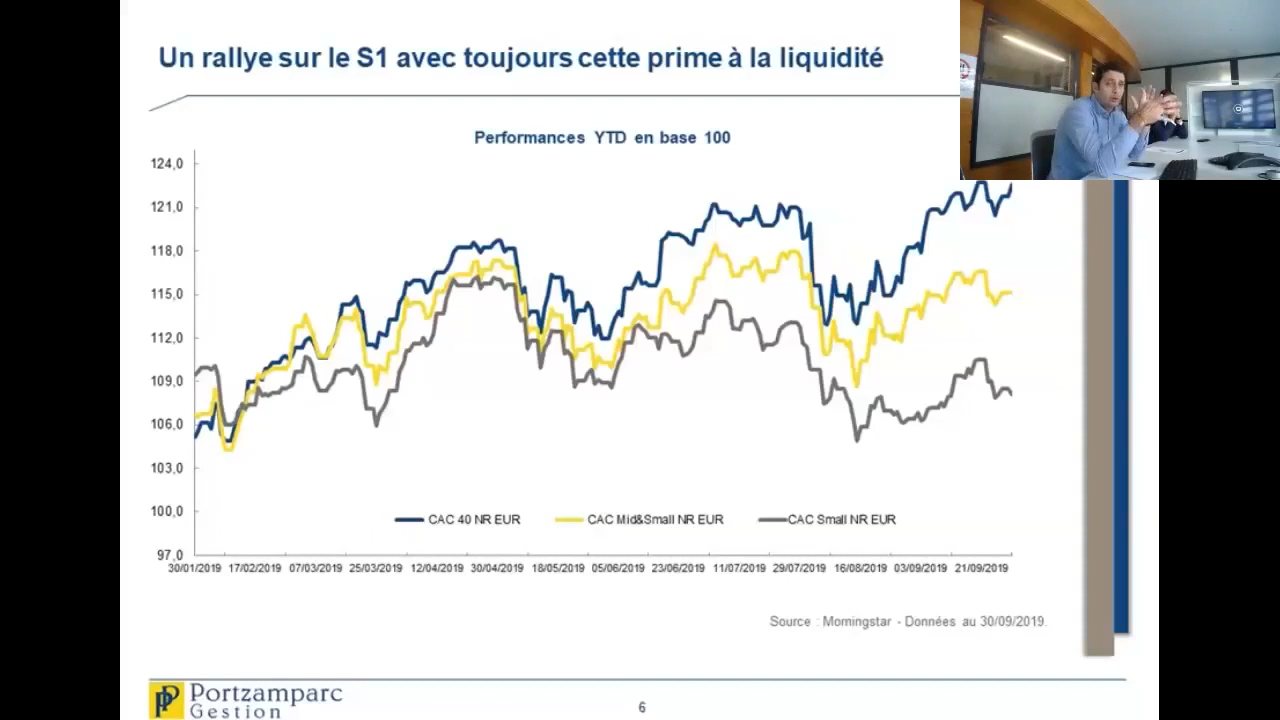 Un rallye sur le S1 avec toujours cette prime à la liquidité
Performances YTD en base 100
124,0
121,0
118,0
115,0
112,0
109,0
106,0
103,0
100,0
97,0
CAC 40 NR EUR CAC Mid&Small NR EUR CAC Small NR EUR
30/01/2019 17/02/2019 07/03/2019 25/03/2019 12/04/2019 30/04/2019 18/05/2019 05/06/2019 23/06/2019 11/07/2019 29/07/2019 16/08/2019 03/09/2019 21/09/2019
Source : Morningstar - Données au 30/09/2019.
Portzamparc
Gestion
6